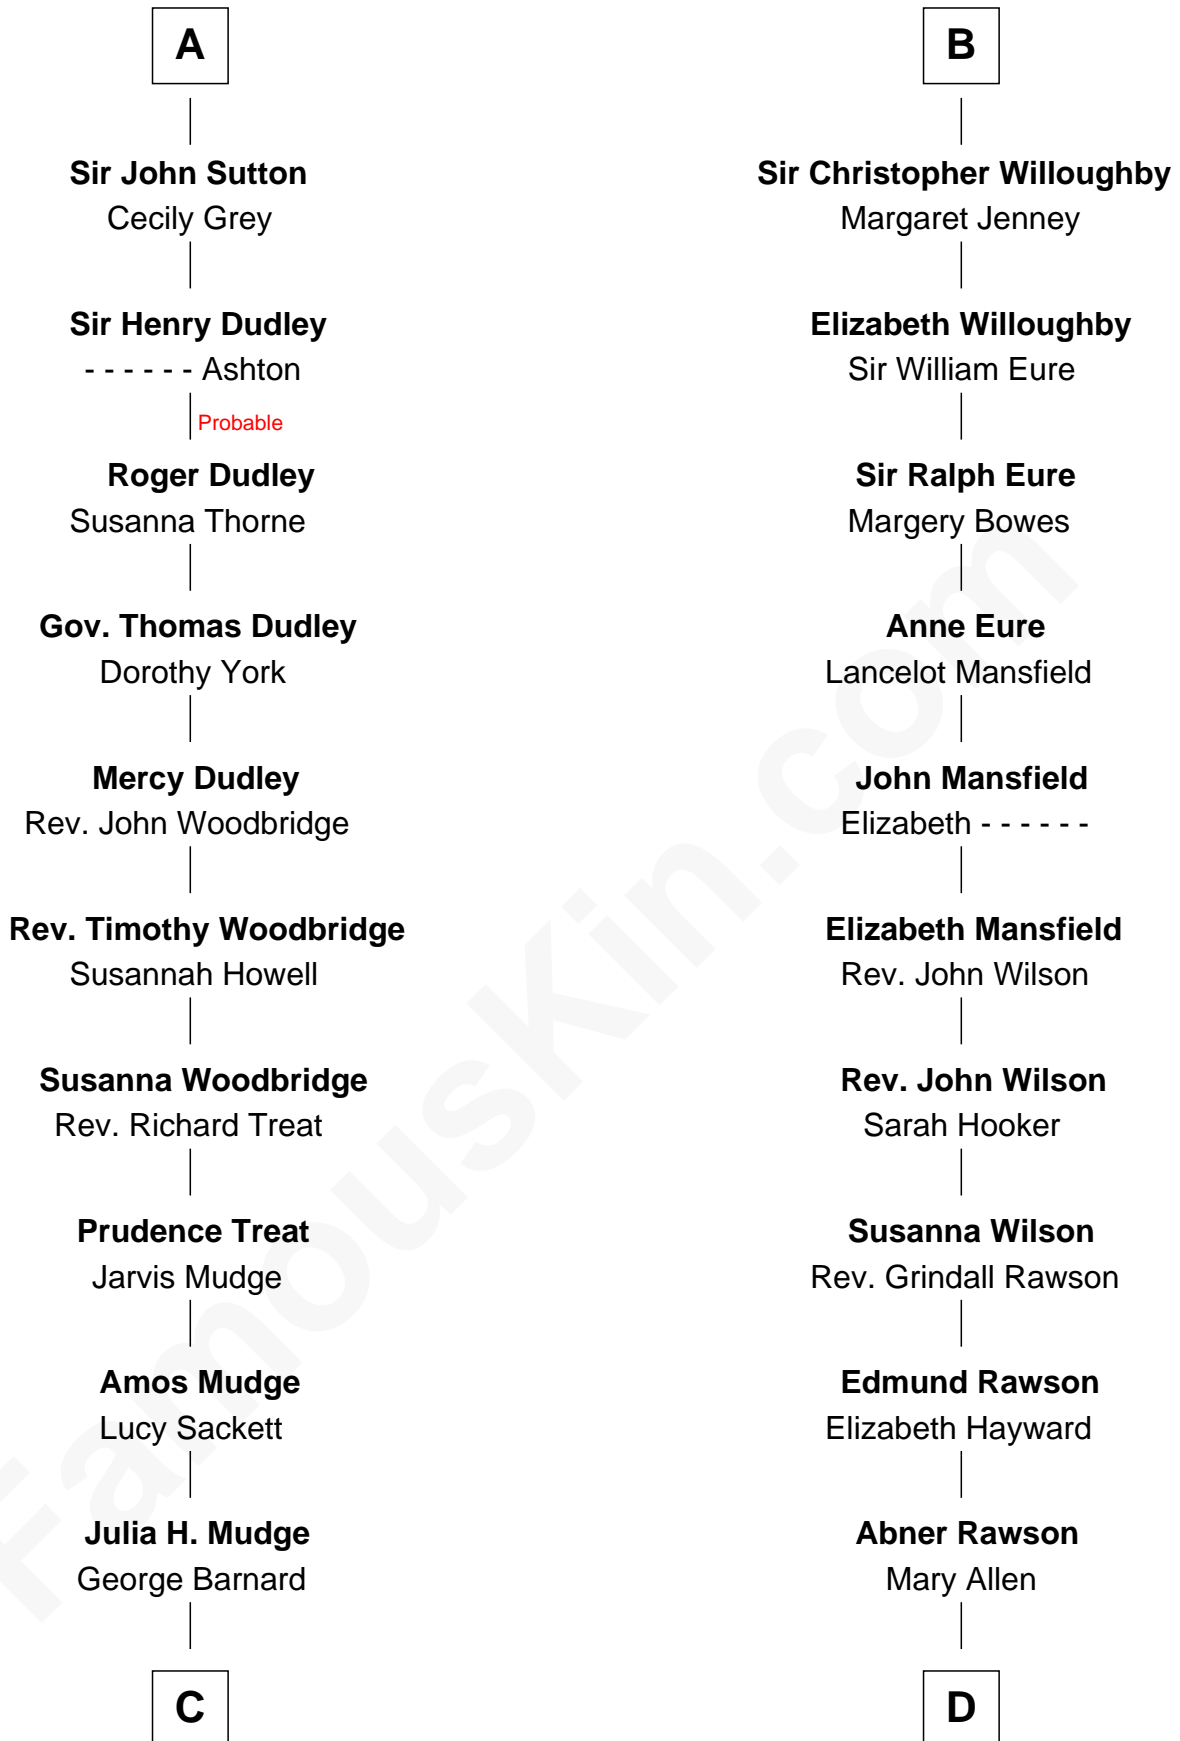 A
Sir John Sutton
Cecily Grey
Sir Henry Dudley
- - - - - - Ashton
Probable
Roger Dudley
Susanna Thorne
Gov. Thomas Dudley
Dorothy York
Mercy Dudley
Rev. John Woodbridge
Rev. Timothy Woodbridge
Susannah Howell
Susanna Woodbridge
Rev. Richard Treat
Prudence Treat
Jarvis Mudge
Amos Mudge
Lucy Sackett
Julia H. Mudge
George Barnard
C
B
Sir Christopher Willoughby
Margaret Jenney
Elizabeth Willoughby
Sir William Eure
Sir Ralph Eure
Margery Bowes
Anne Eure
Lancelot Mansfield
John Mansfield
Elizabeth - - - - - -
Elizabeth Mansfield
Rev. John Wilson
Rev. John Wilson
Sarah Hooker
Susanna Wilson
Rev. Grindall Rawson
Edmund Rawson
Elizabeth Hayward
Abner Rawson
Mary Allen
D
FamousKin.com